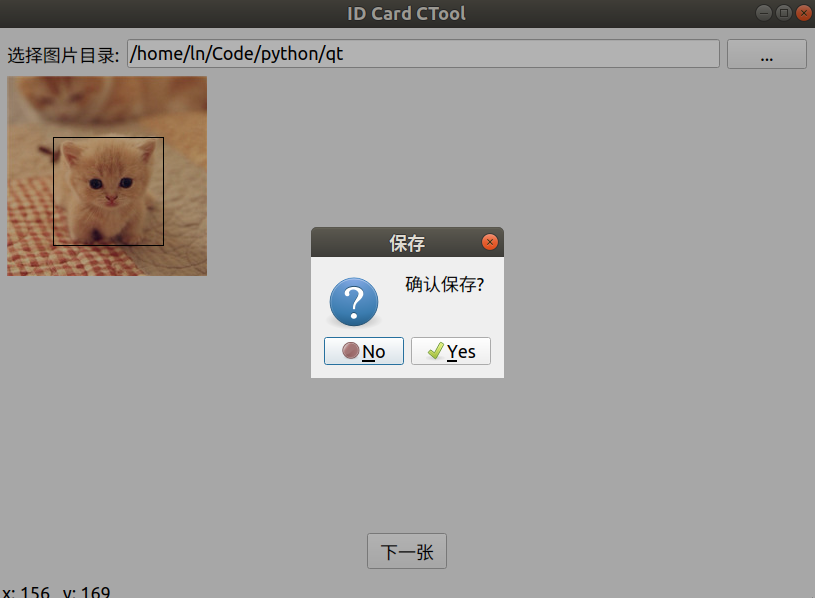 ID Card CTool
选择图片目录: /home/ln/Code/python/qt ...
保存
确认保存?
No Yes
下一张
x: 156 y: 169